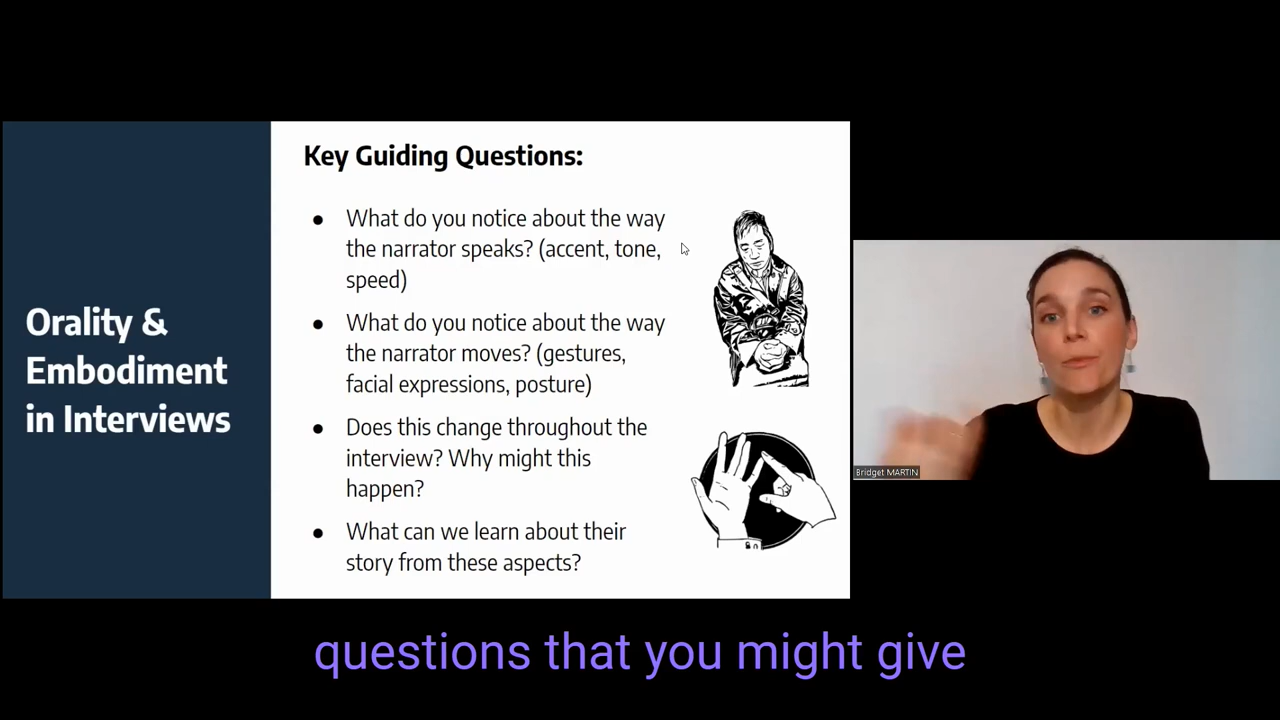 Orality &
Embodiment
in Interviews
Key Guiding Questions:
● What do you notice about the way
the narrator speaks? (accent, tone,
speed)
● What do you notice about the way
the narrator moves? (gestures,
facial expressions, posture)
● Does this change throughout the
interview? Why might this
happen?
● What can we learn about their
story from these aspects?
Bridget MARTIN
questions that you might give